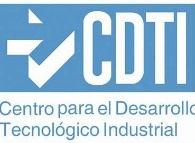 CDTI
Centro para el Desarrollo
Tecnológico Industrial